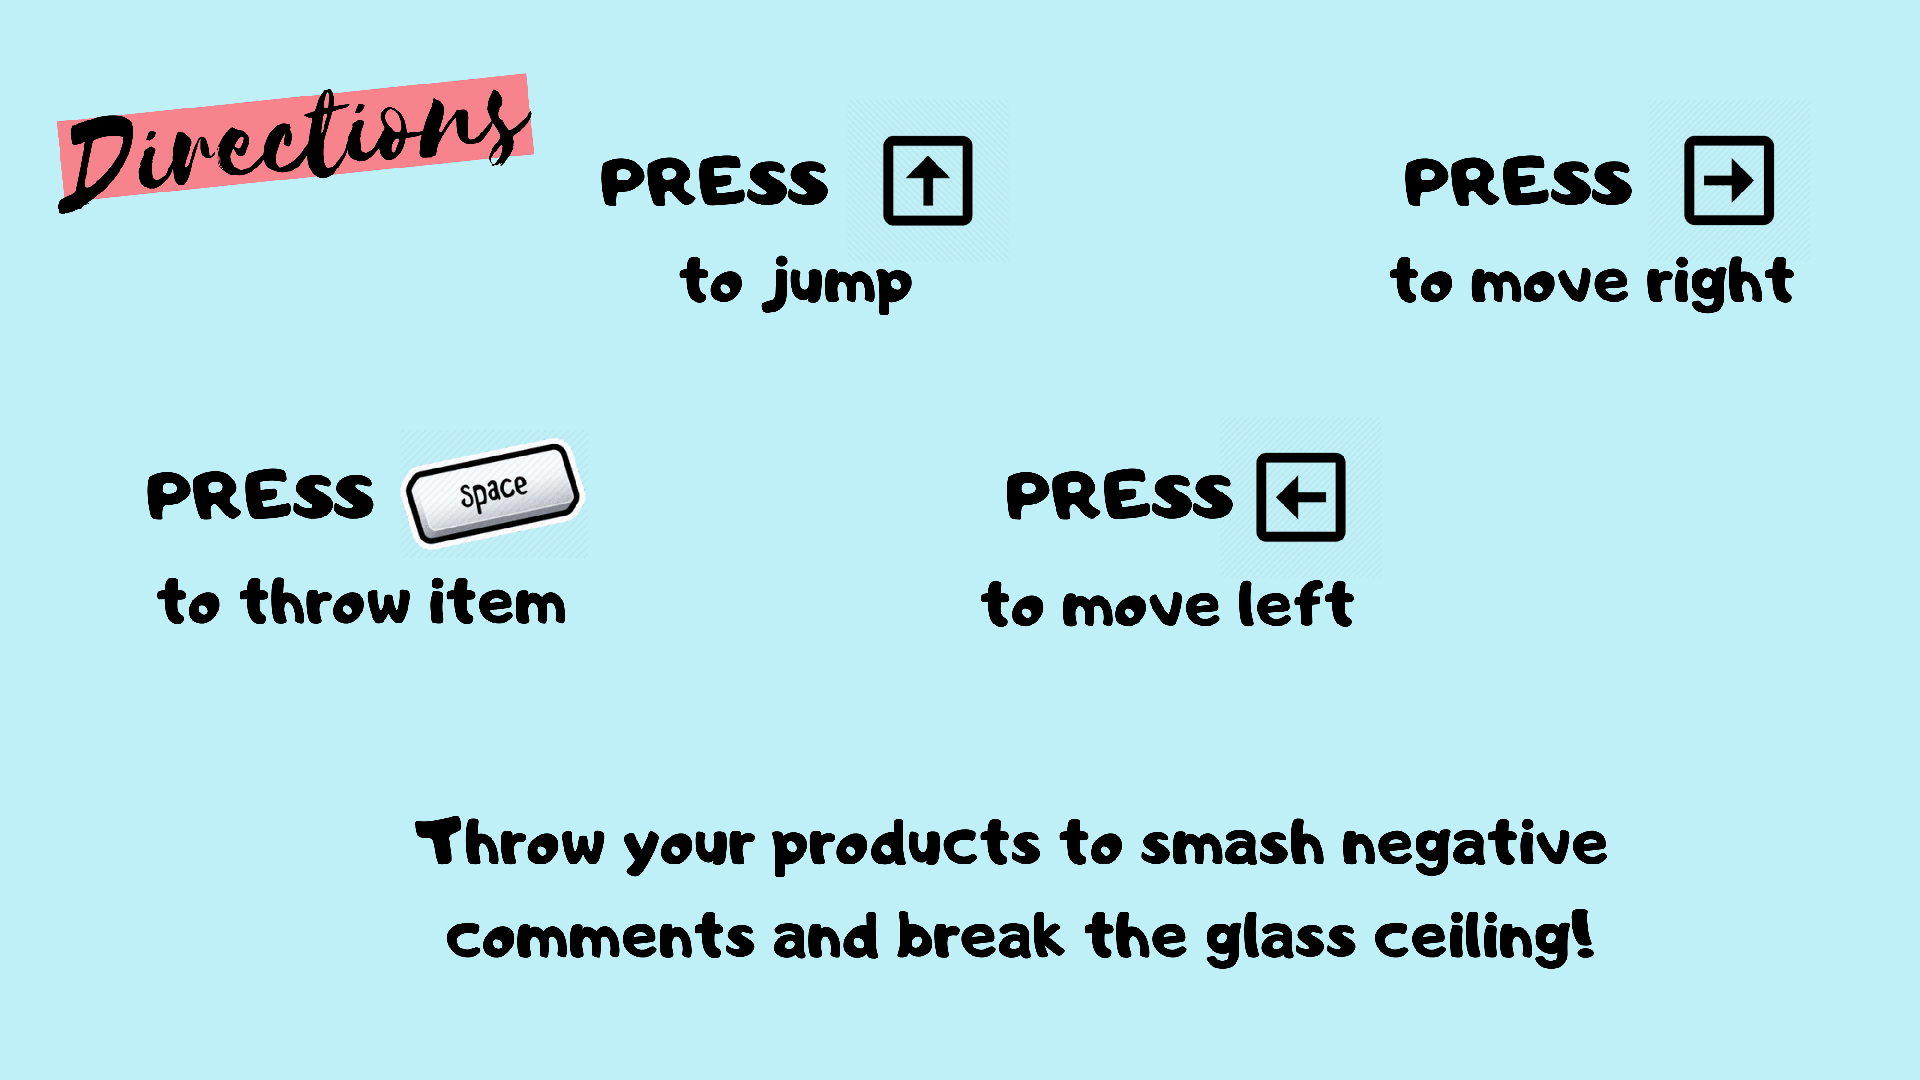 Directions
PRESS
to jump
PRESS
to move right
PRESS space
to throw item
PRESS
to move left
Throw your products to smash negative
comments and break the glass ceiling!